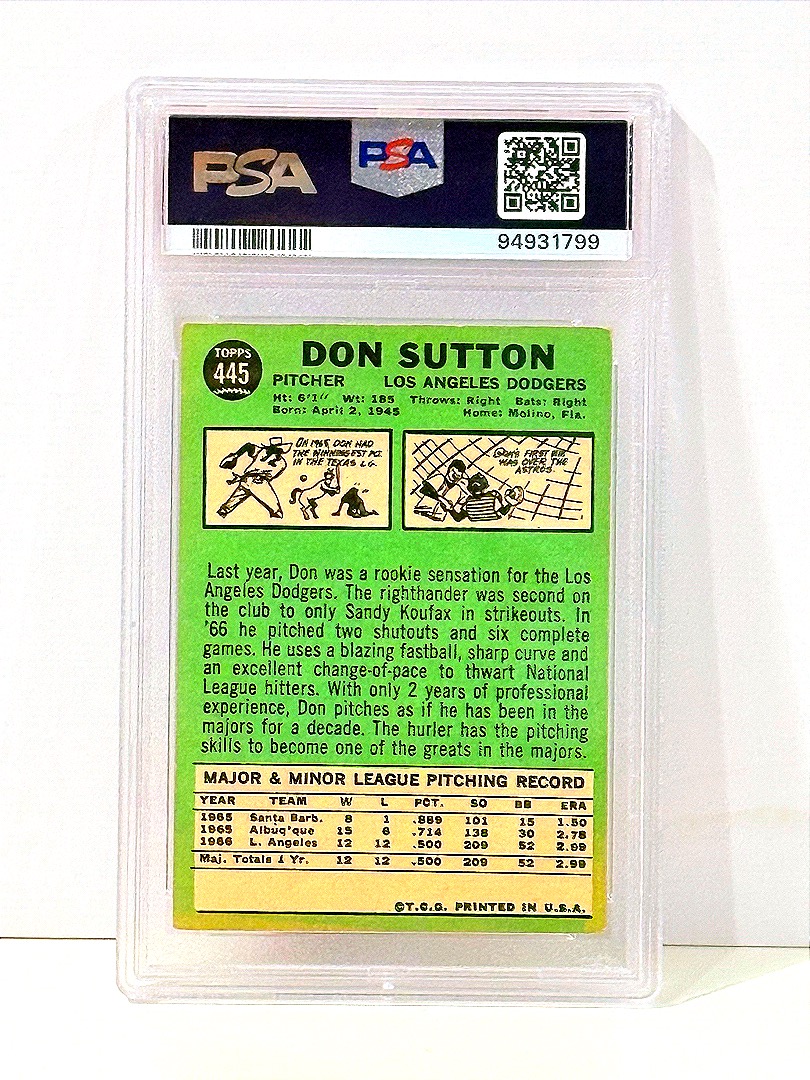 PSA
PSA
94931799
TOPPS
445
DON SUTTON
PITCHER LOS ANGELES DODGERS
Ht: 6'1" Wt: 185 Throws: Right Bats: Right
Born: April 2, 1945 Home: Molino, Fla.
IN 1965, DON HAD
THE WINNINGEST PCT.
IN THE TEXAS LG.
DON'S FIRST
WAS OVER THE
ASTROS.
Last year, Don was a rookie sensation for the Los
Angeles Dodgers. The righthander was second on
the club to only Sandy Koufax in strikeouts. In
'66 he pitched two shutouts and six complete
games. He uses a blazing fastball, sharp curve and
an excellent change-of-pace to thwart National
League hitters. With only 2 years of professional
experience, Don pitches as if he has been in the
majors for a decade. The hurler has the pitching
skills to become one of the greats in the majors.
MAJOR & MINOR LEAGUE PITCHING RECORD
YEAR TEAM W L PCT. SO BB ERA
1965 Santa Barb. 8 1 .889 101 15 1.50
1965 Albuq'que 15 6 .714 138 30 2.78
1966 L. Angeles 12 12 .500 209 52 2.99
Maj. Totals 1 Yr. 12 12 .500 209 52 2.99
©T.C.G. PRINTED IN U.S.A.